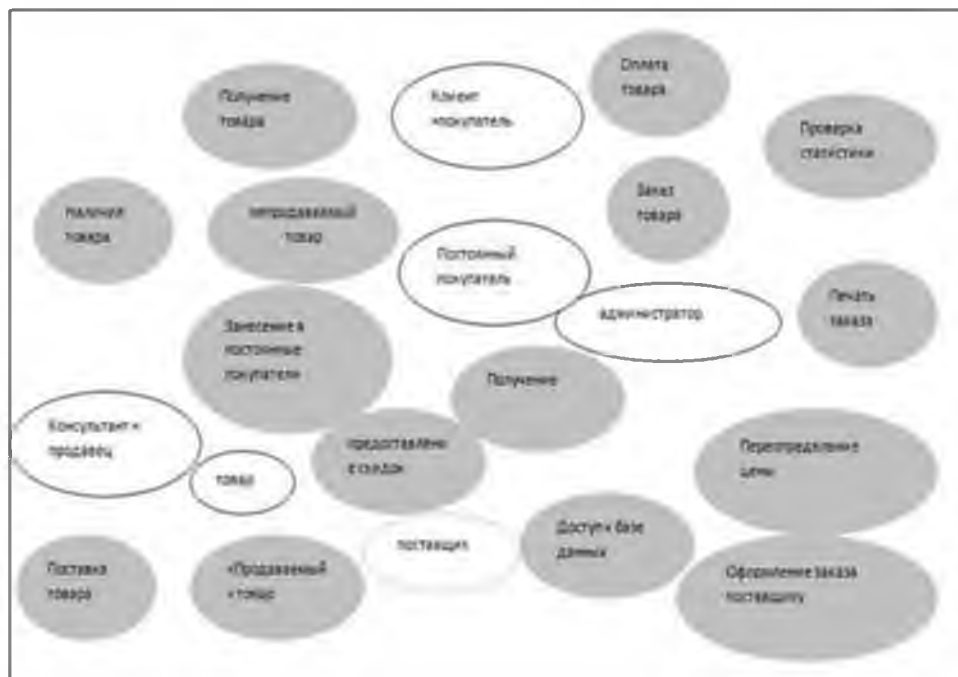 Получение
товара
Клиент
«покупатель
Оплата
товара
Проверка
статистики
Наличия
товара
непродаваемый
товар
Заказ
товара
Постоянный
покупатель
администратор
Печать
заказа
Занесение в
постоянные
покупатели
Получение
Консультант «
продавец
товар
предоставлени
е скидок
Переопределение
цены
поставщик
Доступ к базе
данных
Поставка
товара
«Продаваемый
« товар
Оформление заказа
поставщику